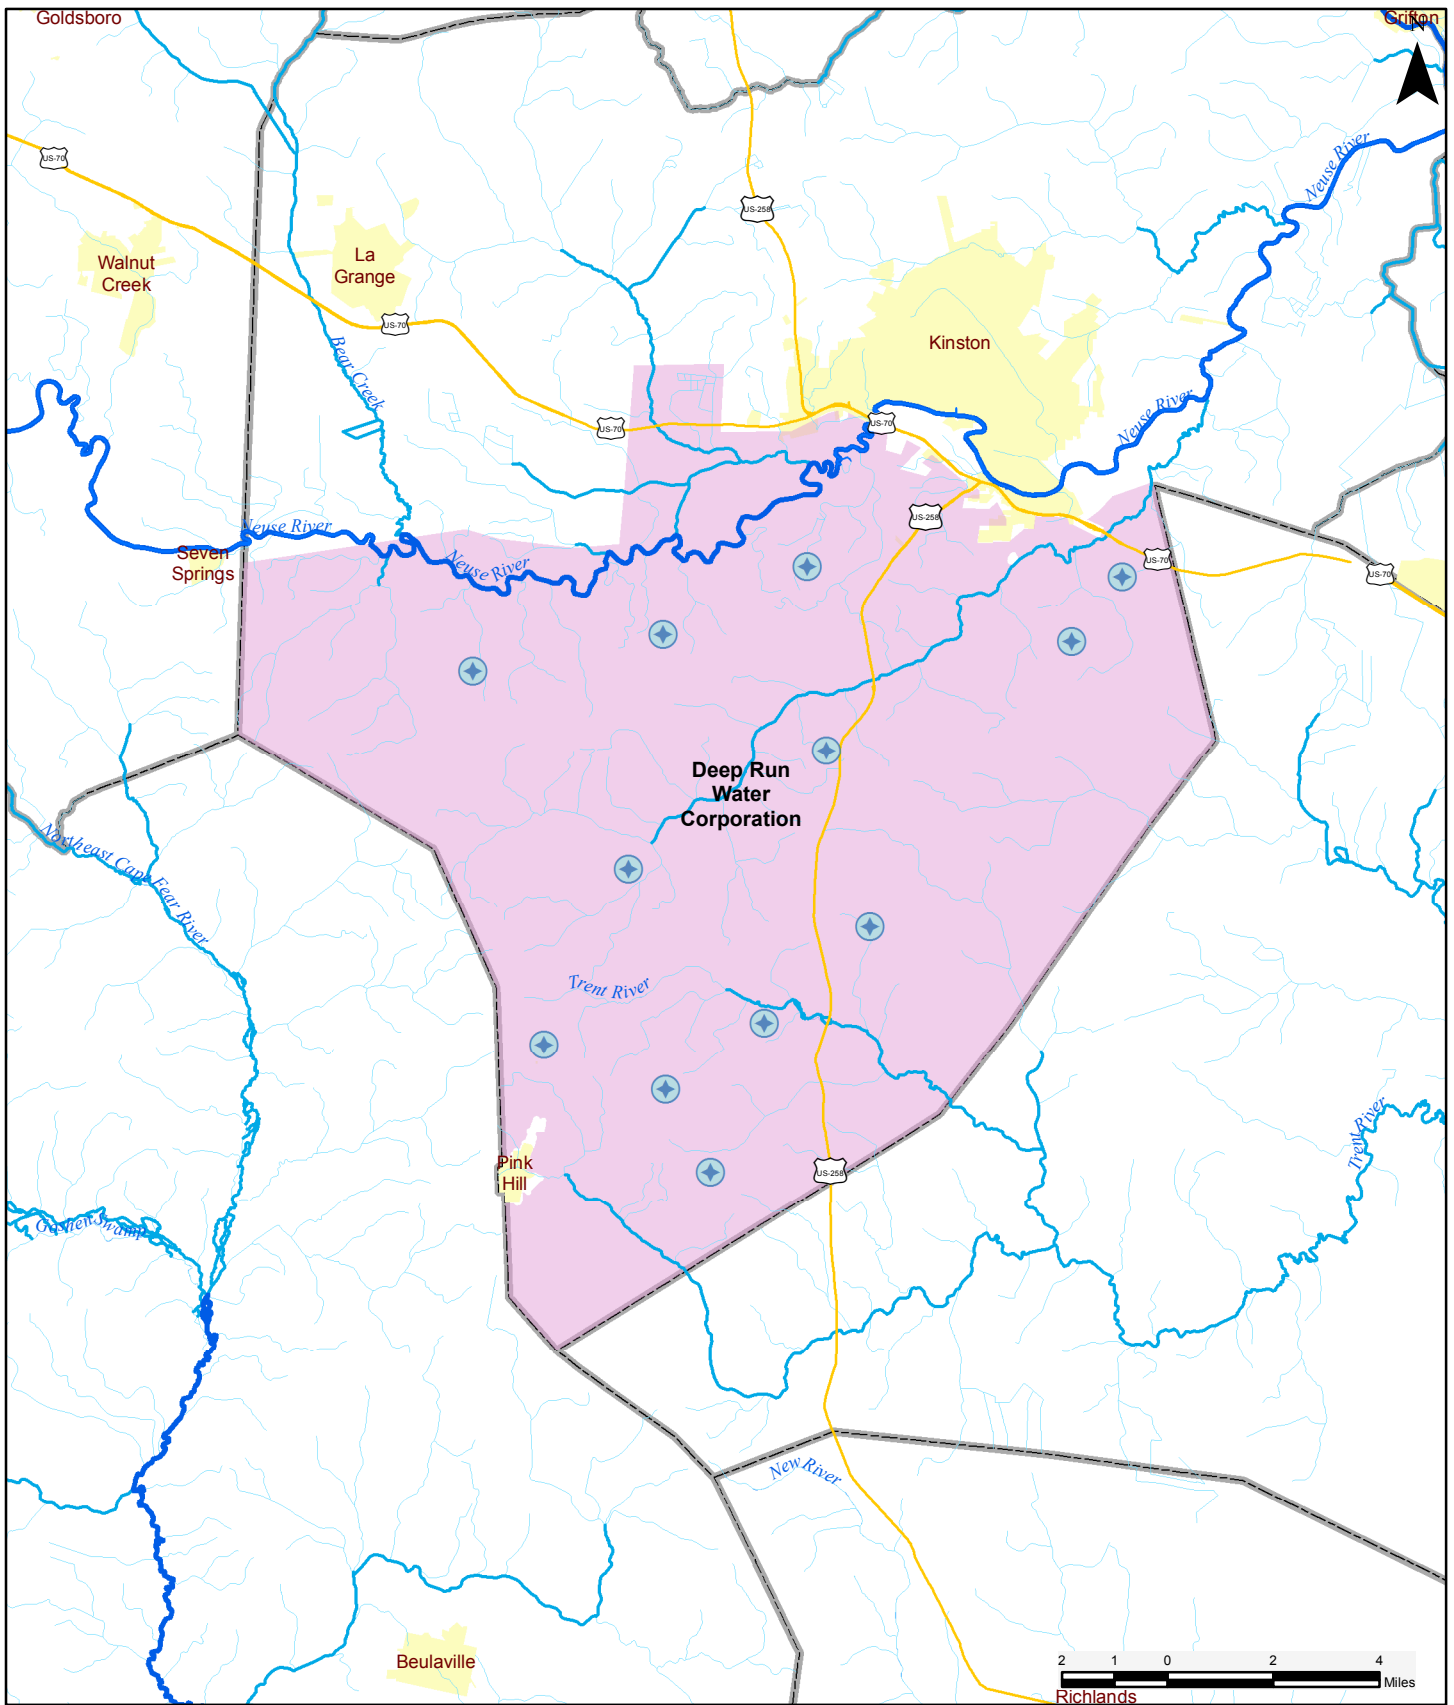 Goldsboro
Grifton
N
US-70
Neuse River
US-258
Walnut
Creek
La
Grange
US-70
Bear Creek
Kinston
US-70
US-70
Neuse River
Neuse River
Neuse River
Seven
Springs
US-258
US-70
US-70
Deep Run
Water
Corporation
Northeast Cape Fear River
Trent River
Trent River
Pink
Hill
US-258
Goshen Swamp
New River
Beulaville
2 1 0 2 4
Miles
Richlands